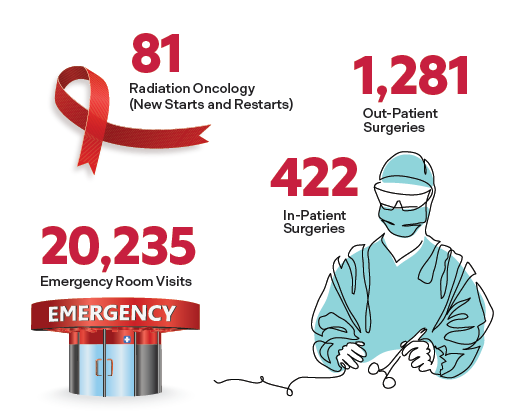 81
Radiation Oncology
(New Starts and Restarts)
1,281
Out-Patient
Surgeries
422
In-Patient
Surgeries
20,235
Emergency Room Visits
EMERGENCY